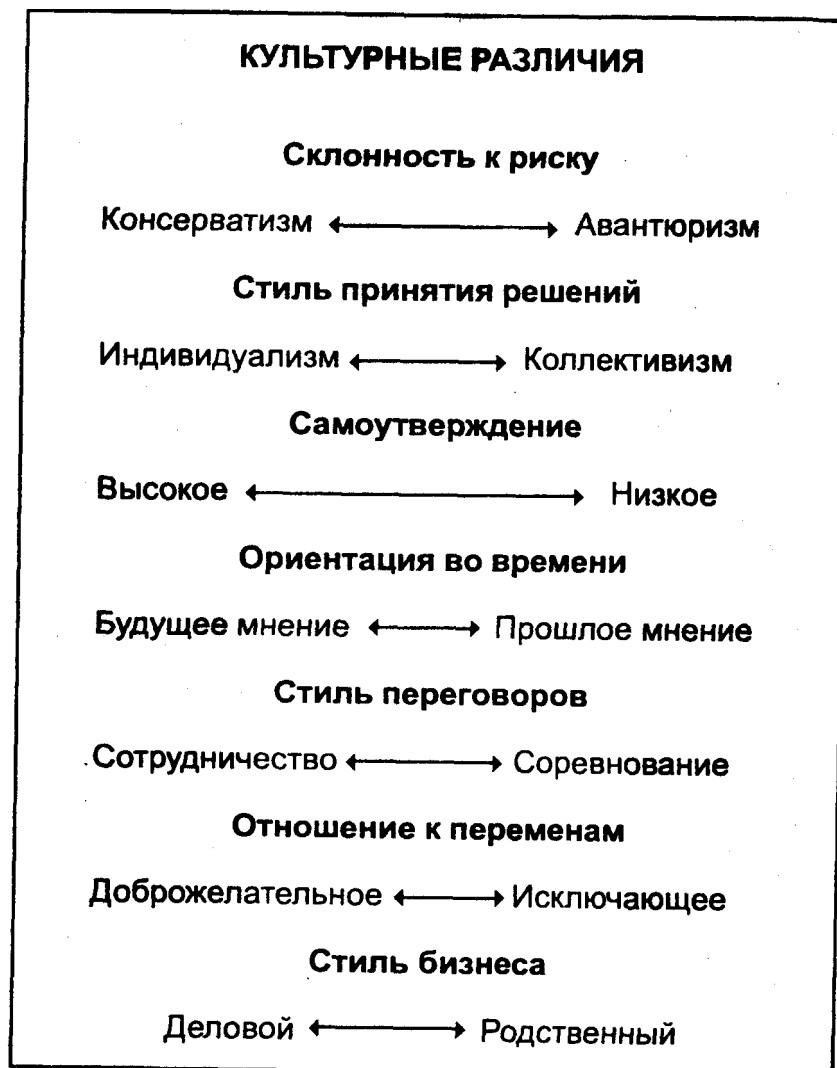 КУЛЬТУРНЫЕ РАЗЛИЧИЯ
Склонность к риску
Консерватизм ↔ Авантюризм
Стиль принятия решений
Индивидуализм ↔ Коллективизм
Самоутверждение
Высокое ↔ Низкое
Ориентация во времени
Будущее мнение ↔ Прошлое мнение
Стиль переговоров
Сотрудничество ↔ Соревнование
Отношение к переменам
Доброжелательное ↔ Исключающее
Стиль бизнеса
Деловой ↔ Родственный